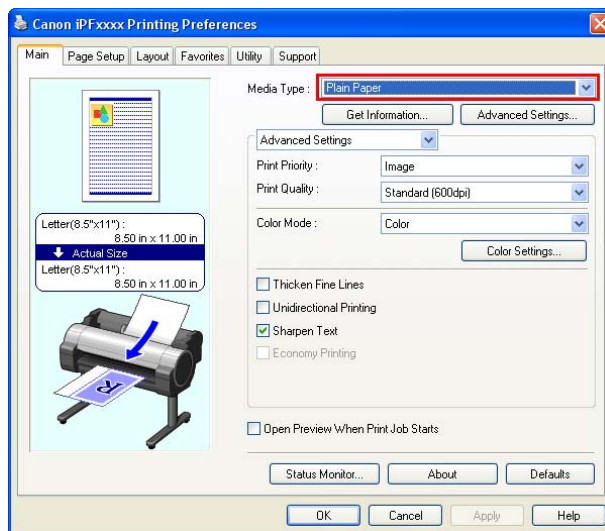 Canon iPFxxxx Printing Preferences
Main Page Setup Layout Favorites Utility Support
Media Type : Plain Paper
Get Information... Advanced Settings...
Advanced Settings
Print Priority : Image
Print Quality : Standard (600dpi)
Letter(8.5"x11") :
8.50 in x 11.00 in
Actual Size
Letter(8.5"x11") :
8.50 in x 11.00 in
Color Mode : Color
Color Settings...
Thicken Fine Lines
Unidirectional Printing
Sharpen Text
Economy Printing
Open Preview When Print Job Starts
Status Monitor... About Defaults
OK Cancel Apply Help